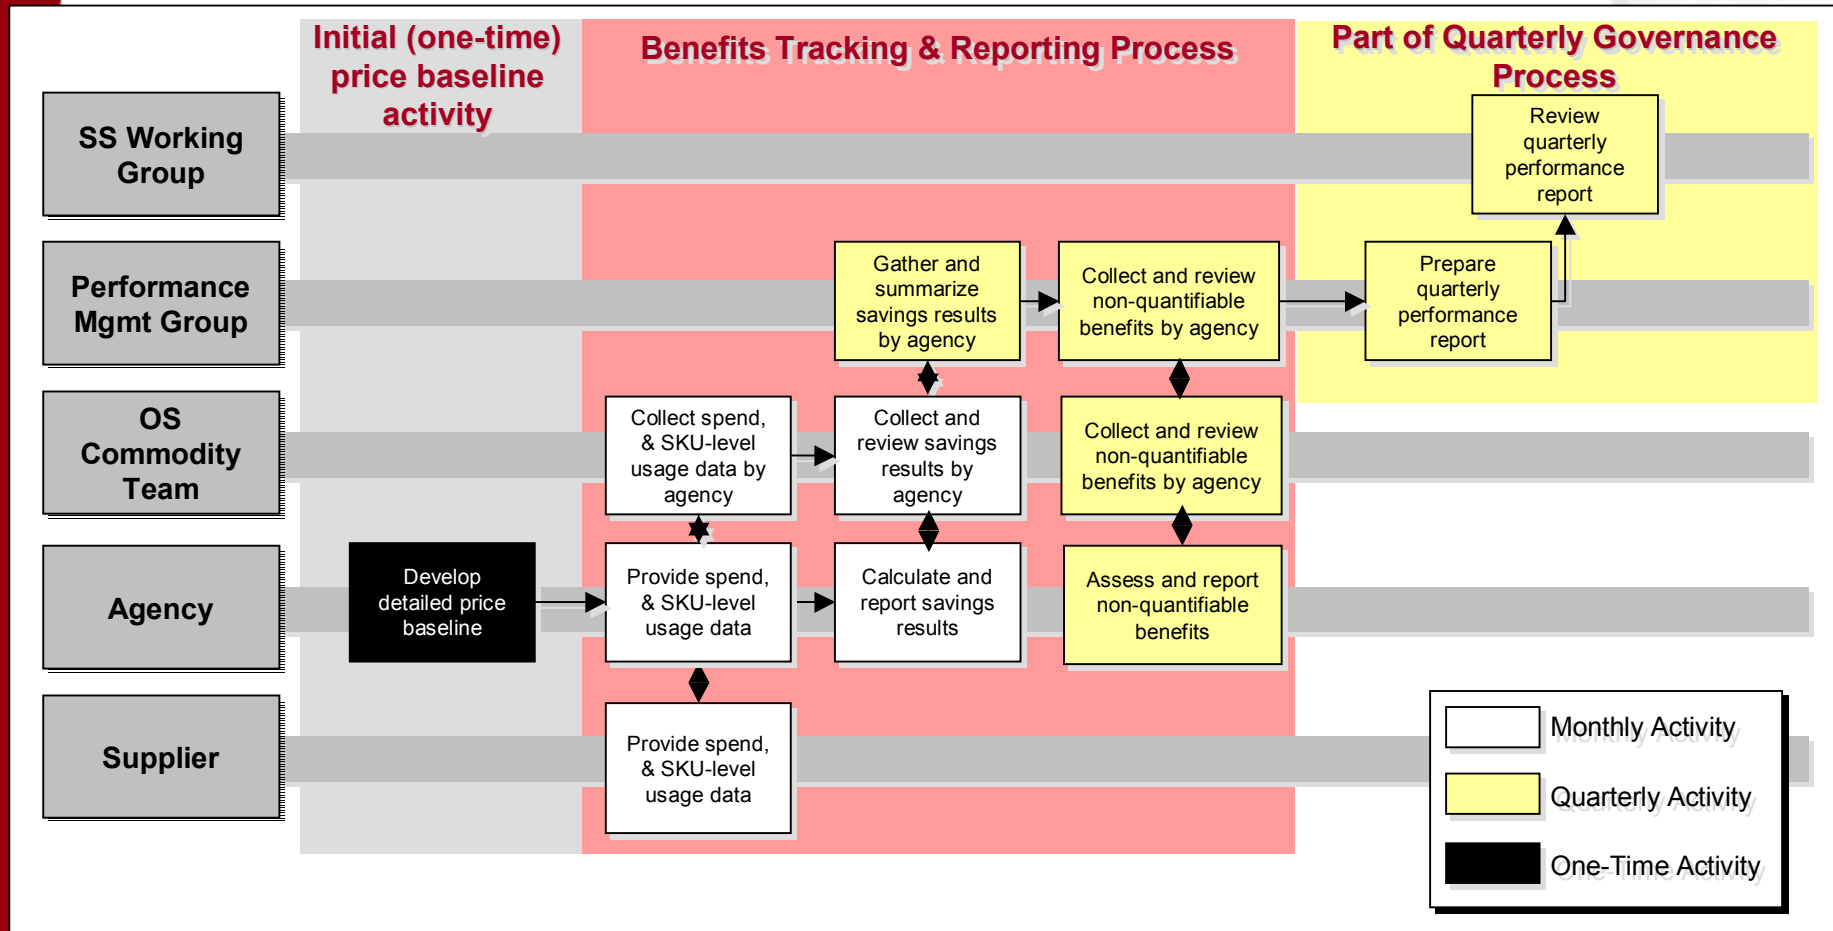 Initial (one-time)
price baseline
activity
Benefits Tracking & Reporting Process
Part of Quarterly Governance
Process
SS Working
Group
Review
quarterly
performance
report
Performance
Mgmt Group
Gather and
summarize
savings results
by agency
Collect and review
non-quantifiable
benefits by agency
Prepare
quarterly
performance
report
OS
Commodity
Team
Collect spend,
& SKU-level
usage data by
agency
Collect and
review savings
results by
agency
Collect and review
non-quantifiable
benefits by agency
Agency
Develop
detailed price
baseline
Provide spend,
& SKU-level
usage data
Calculate and
report savings
results
Assess and report
non-quantifiable
benefits
Supplier
Provide spend,
& SKU-level
usage data
Monthly Activity
Quarterly Activity
One-Time Activity